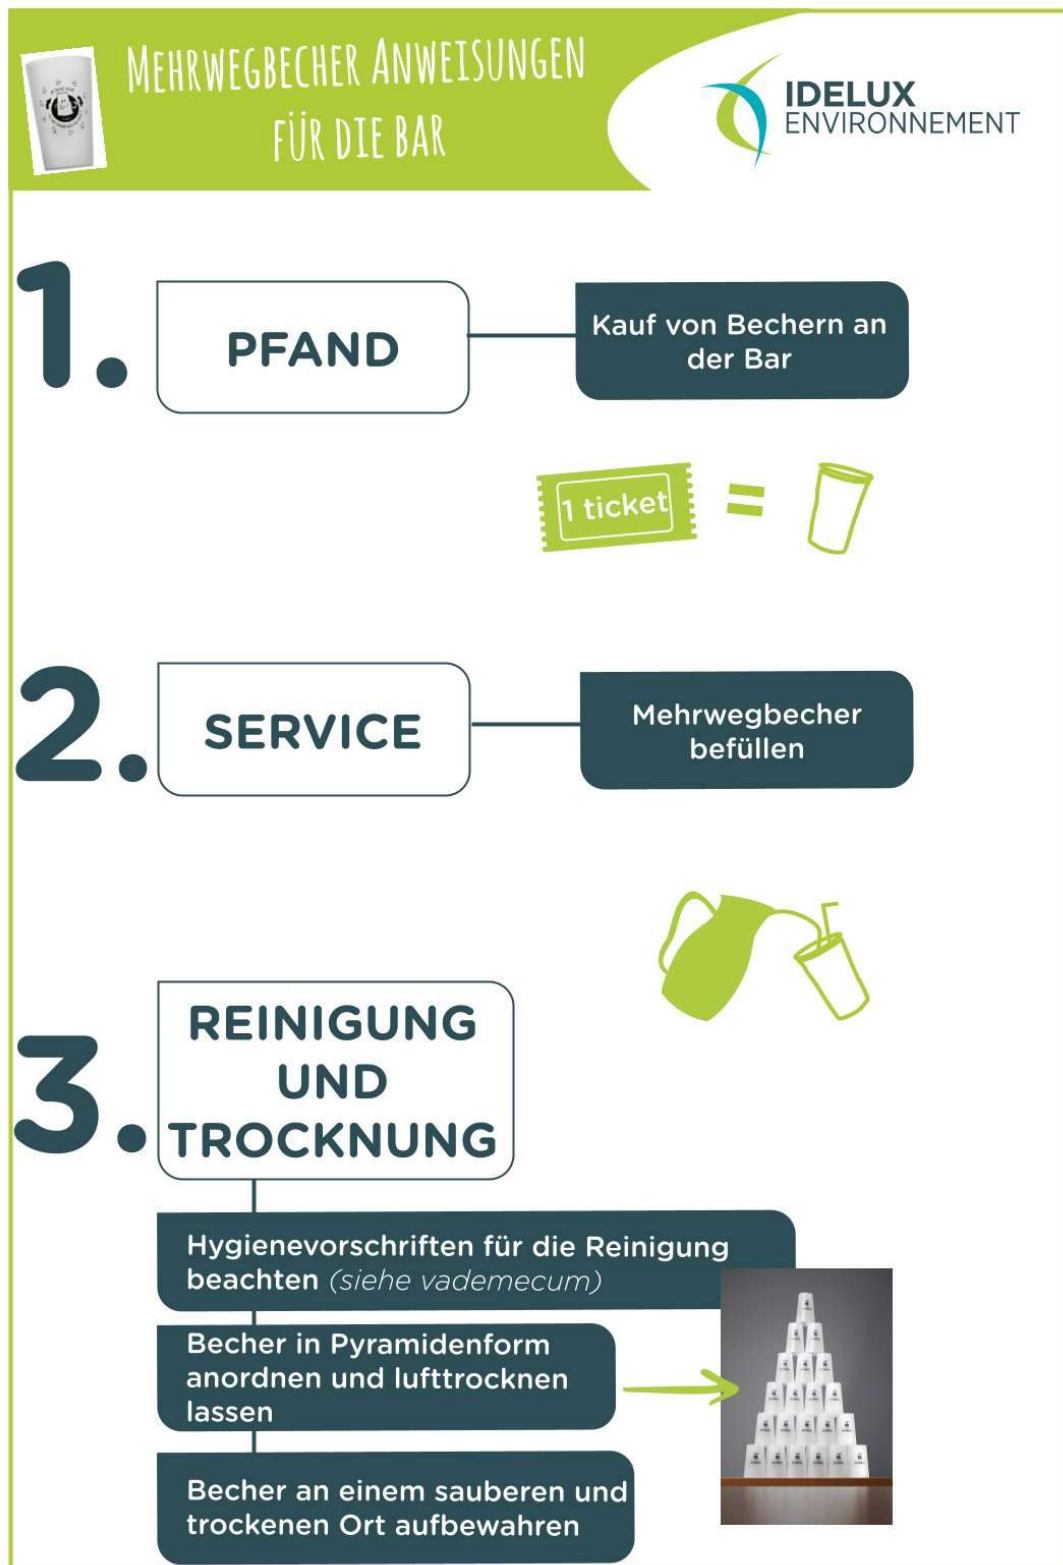 MEHRWEGBECHER ANWEISUNGEN
FÜR DIE BAR
IDELUX
ENVIRONNEMENT
1.
PFAND
Kauf von Bechern an
der Bar
1 ticket
=
2.
SERVICE
Mehrwegbecher
befüllen
3.
REINIGUNG
UND
TROCKNUNG
Hygienevorschriften für die Reinigung
beachten (siehe vademecum)
Becher in Pyramidenform
anordnen und lufttrocknen
lassen
Becher an einem sauberen und
trockenen Ort aufbewahren